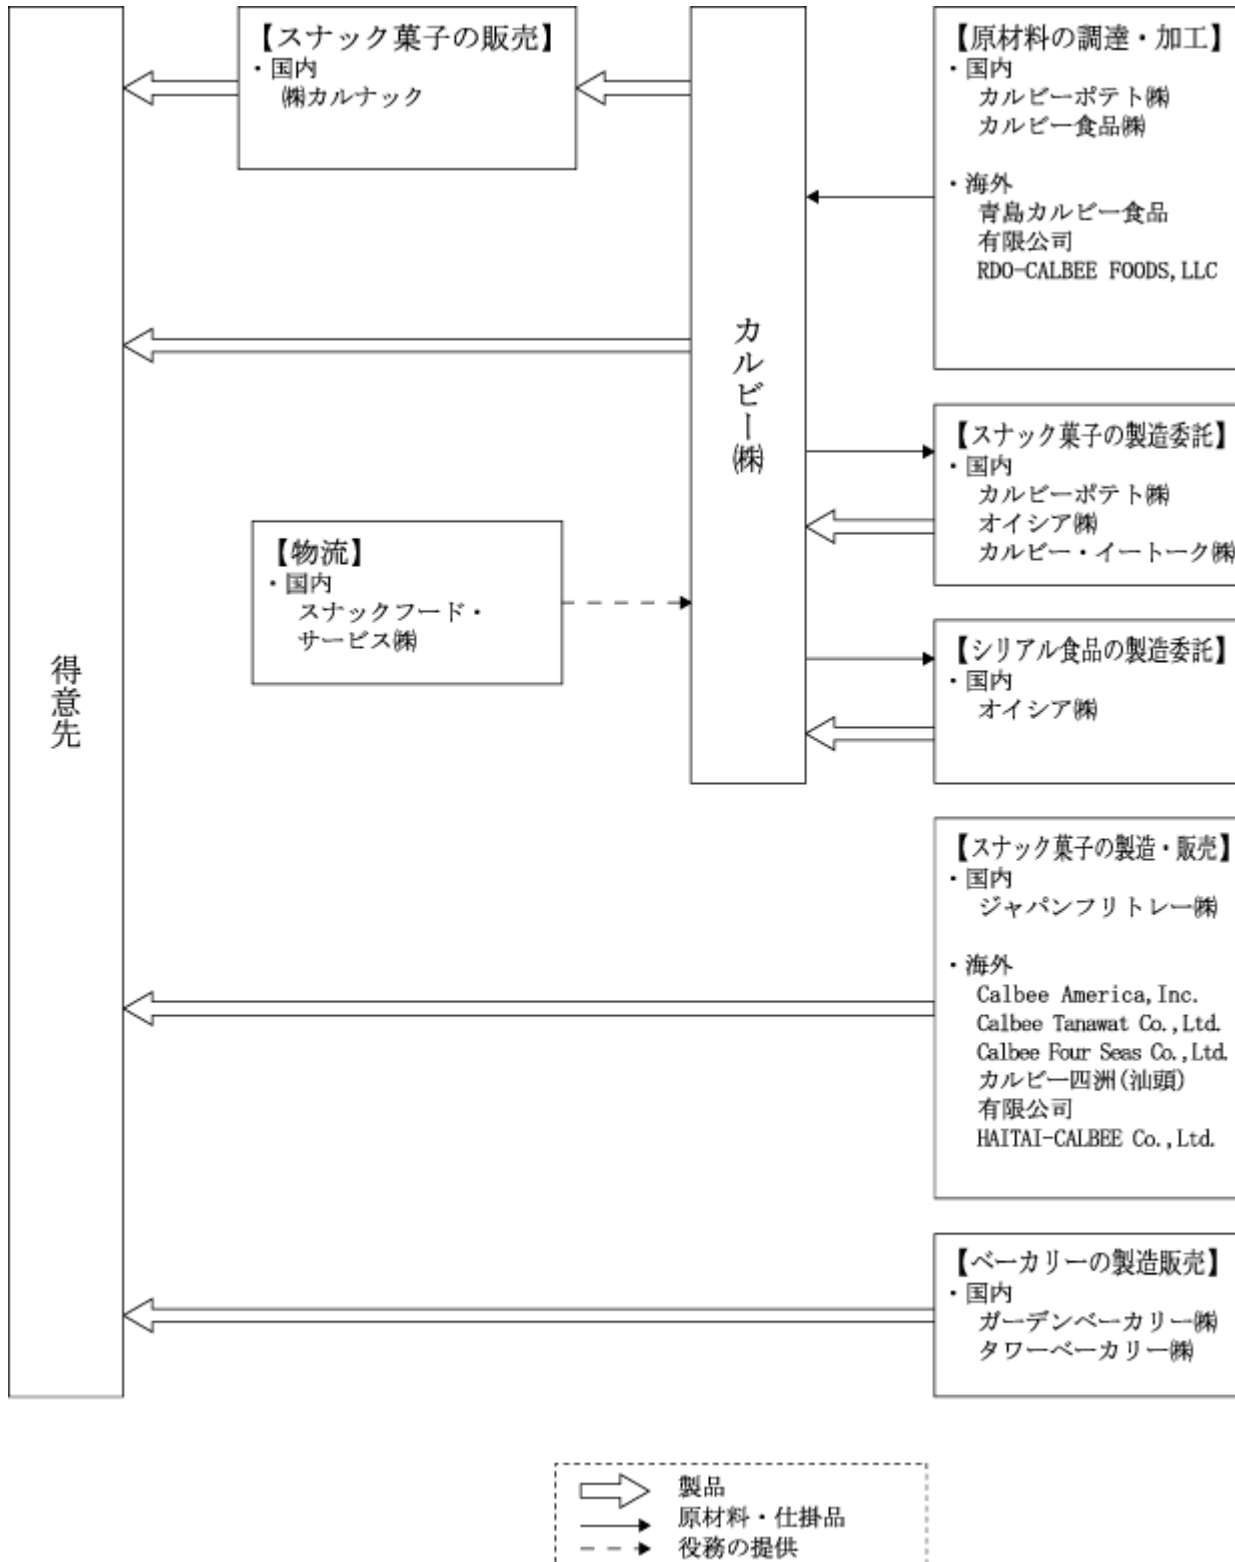 【スナック菓子の販売】
・国内
㈱カルナック
【原材料の調達・加工】
・国内
カルビーポテト㈱
カルビー食品㈱
・海外
青島カルビー食品
有限公司
RDO-CALBEE FOODS,LLC
カルビー㈱
【スナック菓子の製造委託】
・国内
カルビーポテト㈱
オイシア㈱
カルビー・イートーク㈱
【物流】
・国内
スナックフード・
サービス㈱
【シリアル食品の製造委託】
・国内
オイシア㈱
得意先
【スナック菓子の製造・販売】
・国内
ジャパンフリトレー㈱
・海外
Calbee America,Inc.
Calbee Tanawat Co.,Ltd.
Calbee Four Seas Co.,Ltd.
カルビー四洲(汕頭)
有限公司
HAITAI-CALBEE Co.,Ltd.
【ベーカリーの製造販売】
・国内
ガーデンベーカリー㈱
タワーベーカリー㈱
製品
原材料・仕掛品
役務の提供